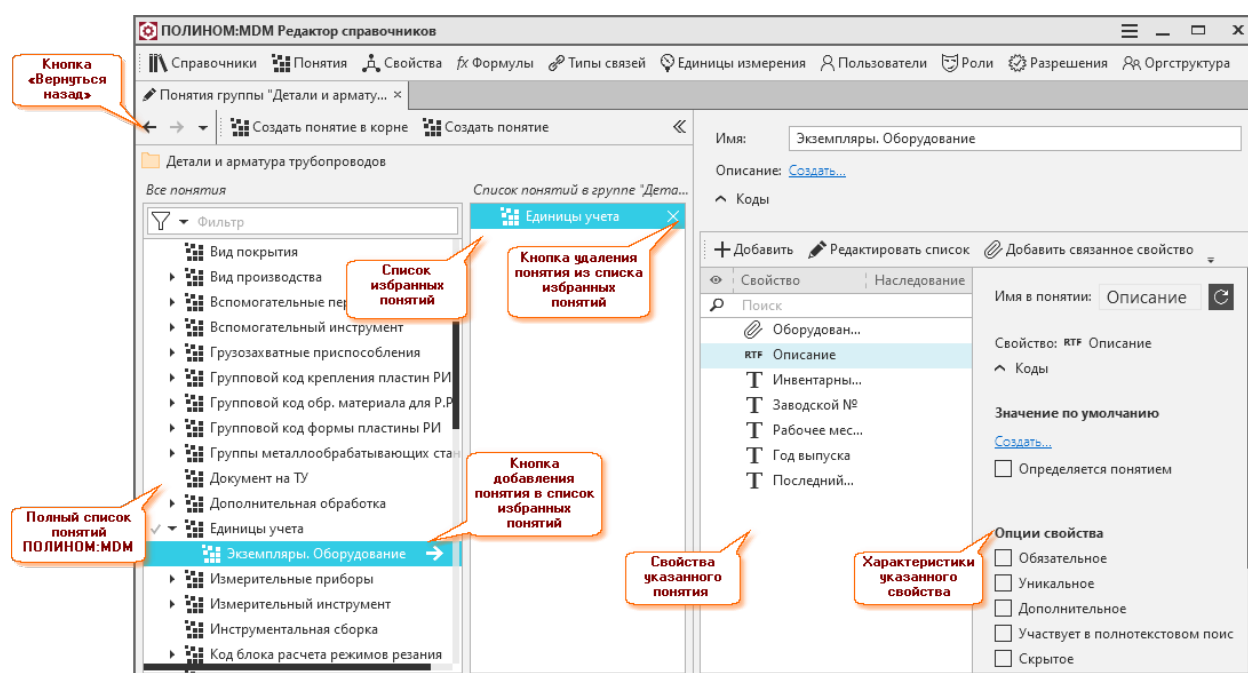 ПОЛИНОМ:MDM Редактор справочников
Кнопка
«Вернуться
назад»
Справочники Понятия Свойства fx Формулы Типы связей Единицы измерения Пользователи Роли Разрешения Оргструктура
Понятия группы "Детали и армату... ×
Создать понятие в корне Создать понятие
Детали и арматура трубопроводов
Все понятия
Фильтр
Вид покрытия
Вид производства
Вспомогательные пер
Вспомогательный инструмент
Грузозахватные приспособления
Групповой код крепления пластин РИ
Групповой код обр. материала для Р.Р
Групповой код формы пластины РИ
Группы металлообрабатывающих стан
Документ на ТУ
Дополнительная обработка
Единицы учета
Экземпляры. Оборудование
Измерительные приборы
Измерительный инструмент
Инструментальная сборка
Код блока расчета режимов резания
Полный список
понятий
ПОЛИНОМ:MDM
Список понятий в группе "Дета...
Единицы учета
Список
избранных
понятий
Кнопка удаления
понятия из списка
избранных
понятий
Кнопка
добавления
понятия в список
избранных
понятий
Имя: Экземпляры. Оборудование
Описание: Создать...
Коды
Добавить Редактировать список Добавить связанное свойство
Свойство Наследование
Поиск
Оборудован...
RTF Описание
T Инвентарны...
T Заводской №
T Рабочее мес...
T Год выпуска
T Последний...
Свойства
указанного
понятия
Имя в понятии: Описание
Свойство: RTF Описание
Коды
Значение по умолчанию
Создать...
Определяется понятием
Опции свойства
Обязательное
Уникальное
Дополнительное
Участвует в полнотекстовом поис
Скрытое
Характеристики
указанного
свойства